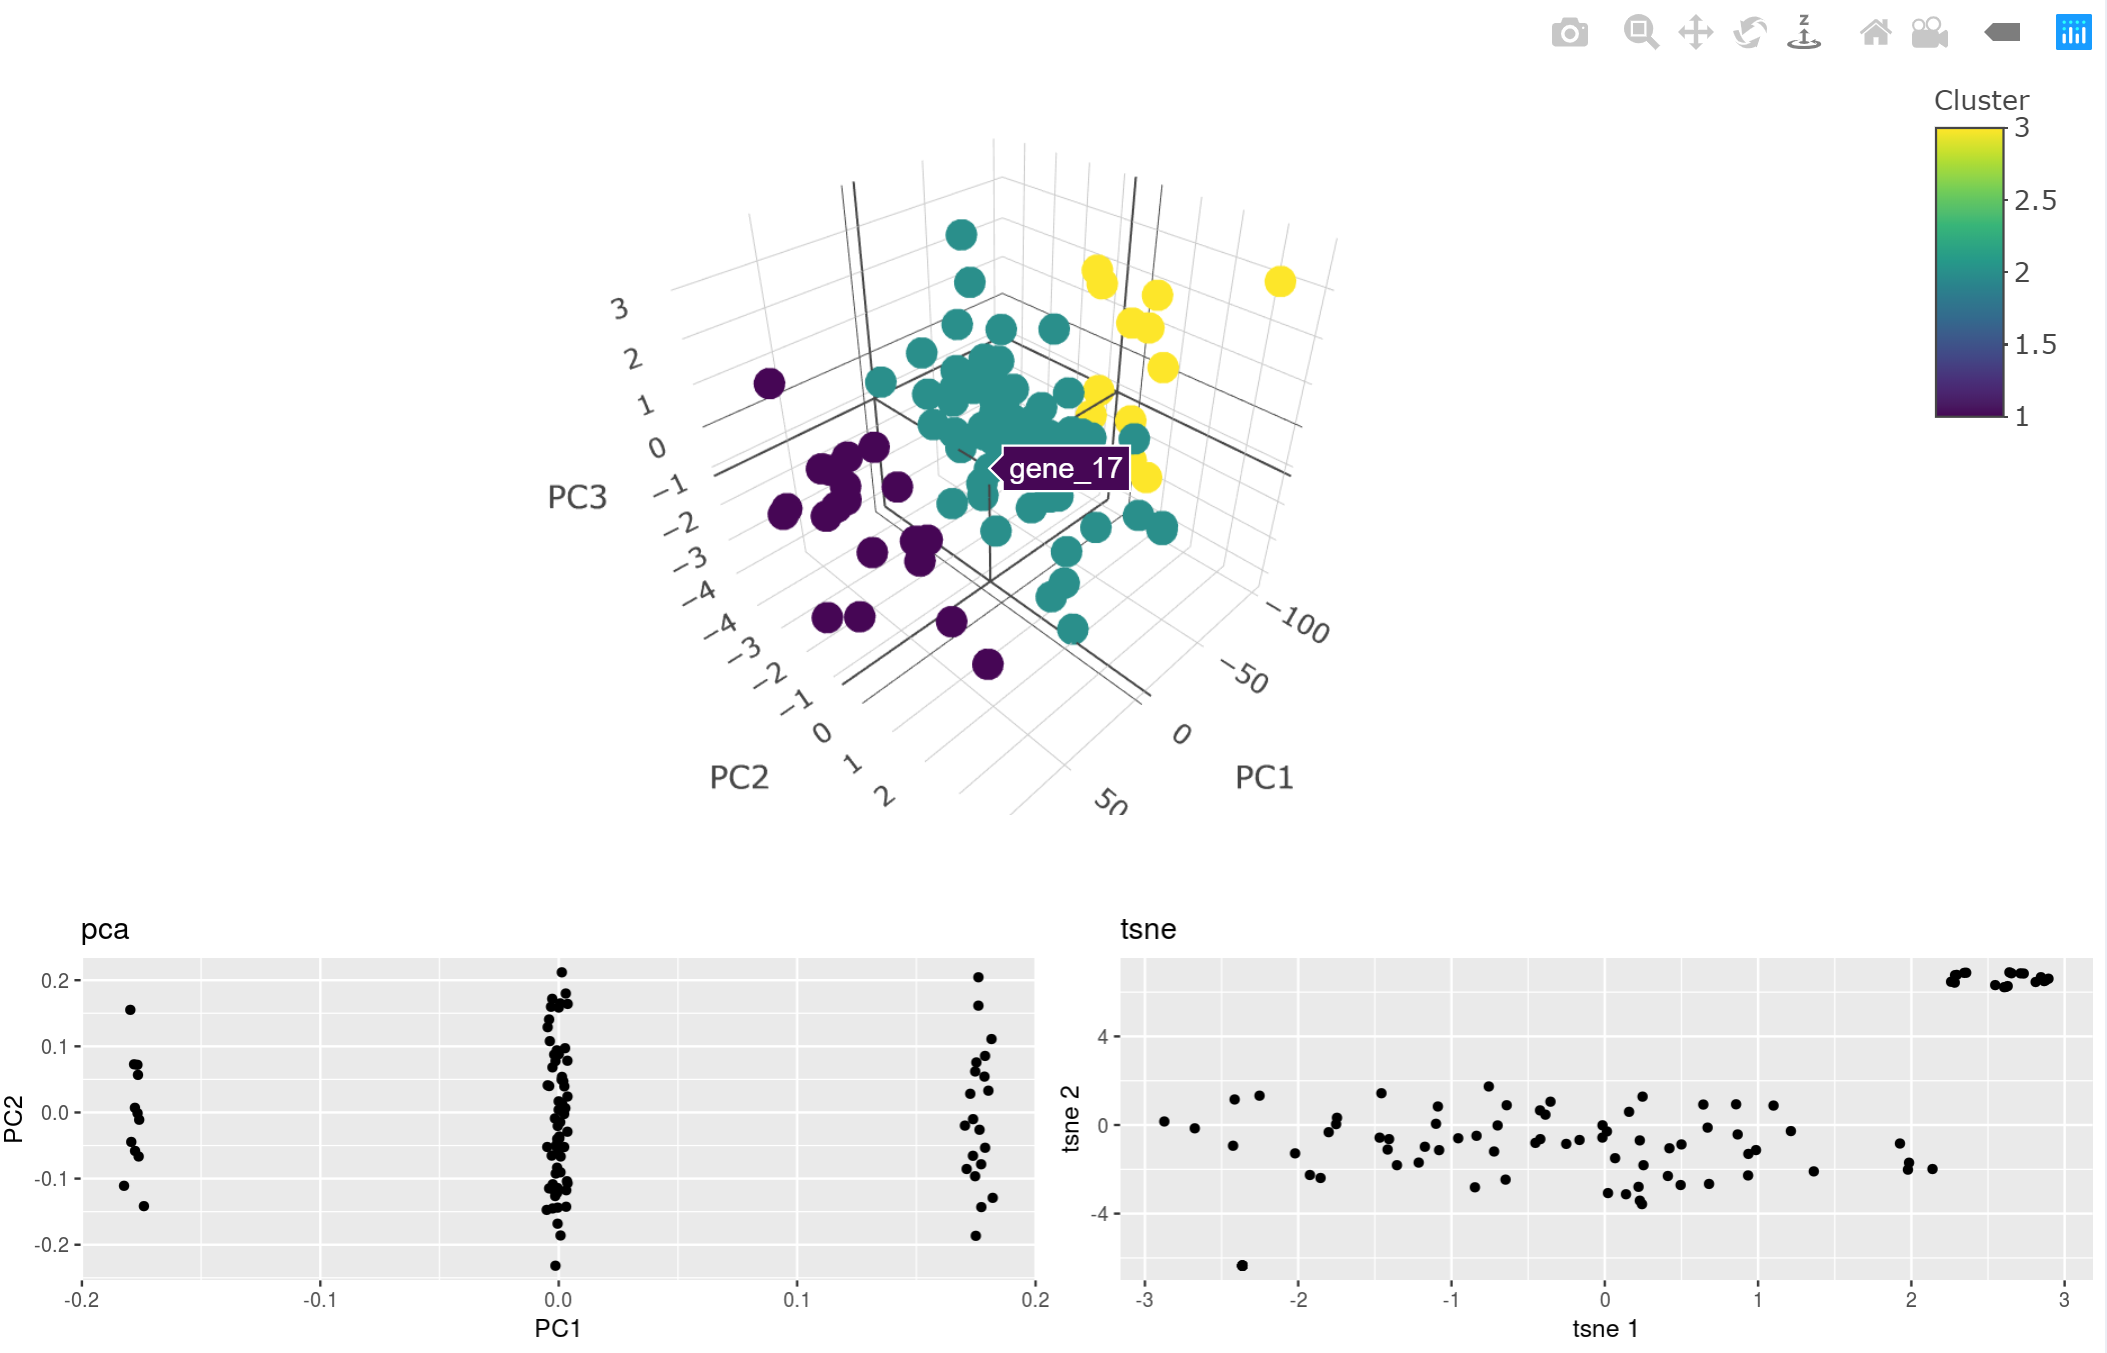 Z
Cluster
3
2.5
2
1.5
1
3
2
1
0
−1
−2
−3
−4
PC3
gene_17
−4
−3
−2
−1
0
1
2
PC2
−100
−50
0
50
PC1
pca
0.2
0.1
0.0
-0.1
-0.2
PC2
-0.2 -0.1 0.0 0.1 0.2
PC1
tsne
4
0
-4
tsne 2
-3 -2 -1 0 1 2 3
tsne 1